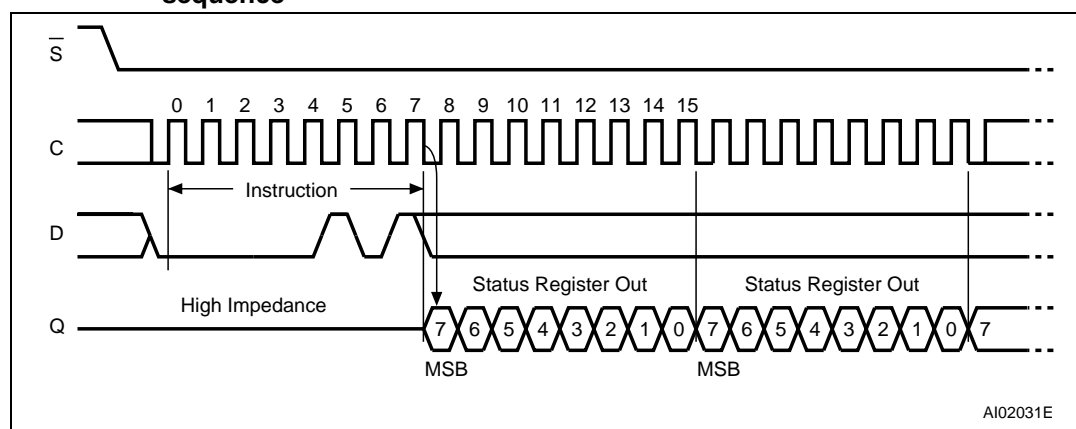 sequence"
S
0 1 2 3 4 5 6 7 8 9 10 11 12 13 14 15
C
Instruction
D
Status Register Out Status Register Out
High Impedance
Q
7 6 5 4 3 2 1 0 7 6 5 4 3 2 1 0 7
MSB MSB
AI02031E